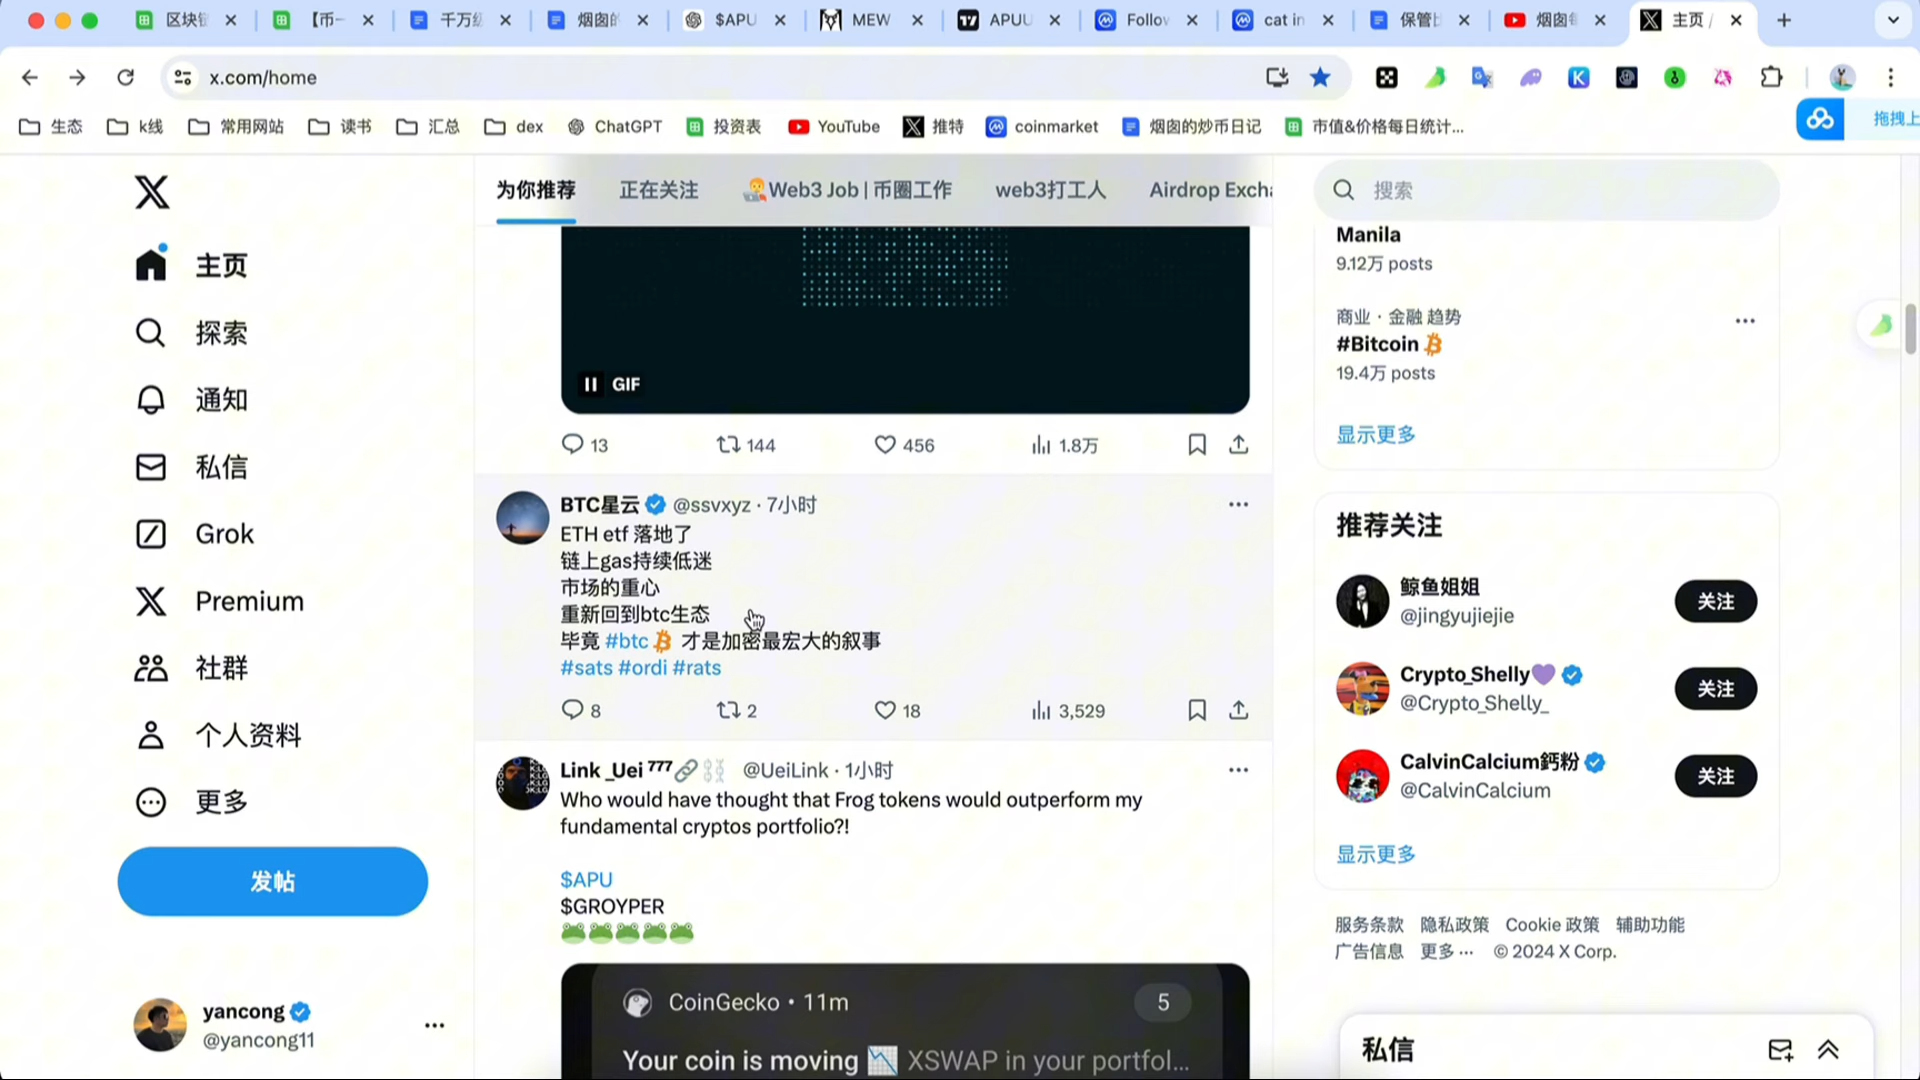 区块链
【币一
千万级
烟囱的
$APU
MEW
APUU
Follov
cat in
保管比
烟囱每
主页 /
x.com/home
生态
k线
常用网站
读书
汇总
dex
ChatGPT
投资表
YouTube
推特
coinmarket
烟囱的炒币日记
市值&价格每日统计...
拖拽上
主页
探索
通知
私信
Grok
Premium
社群
个人资料
更多
发帖
yancong
@yancong11
为你推荐
正在关注
Web3 Job | 币圈工作
web3打工人
Airdrop Excha
GIF
13
144
456
1.8万
BTC星云 @ssvxyz · 7小时
ETH etf 落地了
链上gas持续低迷
市场的重心
重新回到btc生态
毕竟 #btc 才是加密最宏大的叙事
#sats #ordi #rats
8
2
18
3,529
Link _Uei ⁷⁷⁷🔗⛓️ @UeiLink · 1小时
Who would have thought that Frog tokens would outperform my
fundamental cryptos portfolio?!
$APU
$GROYPER
🐸🐸🐸🐸🐸
CoinGecko • 11m
5
Your coin is moving 📉 XSWAP in your portfol...
搜索
Manila
9.12万 posts
商业 · 金融 趋势
#Bitcoin
19.4万 posts
显示更多
推荐关注
鲸鱼姐姐
@jingyujiejie
关注
Crypto_Shelly💜
@Crypto_Shelly_
关注
CalvinCalcium鈣粉
@CalvinCalcium
关注
显示更多
服务条款 隐私政策 Cookie 政策 辅助功能
广告信息 更多 ··· © 2024 X Corp.
私信